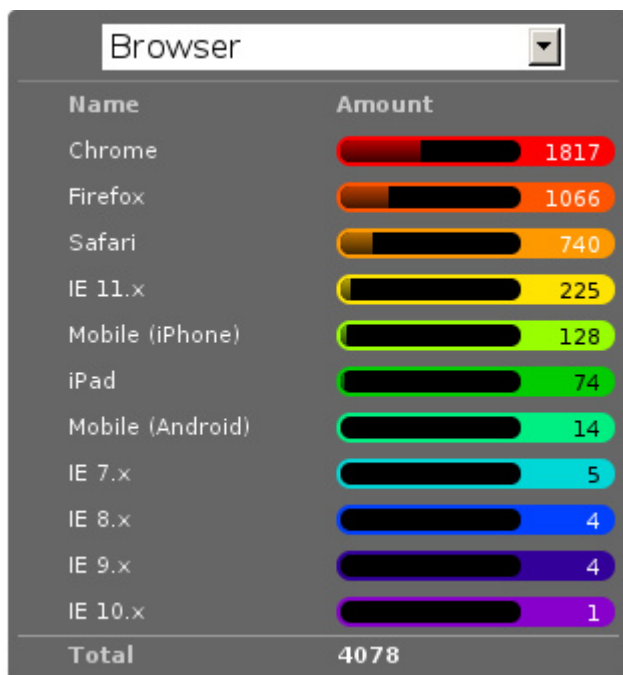 Browser
Name Amount
Chrome 1817
Firefox 1066
Safari 740
IE 11.x 225
Mobile (iPhone) 128
iPad 74
Mobile (Android) 14
IE 7.x 5
IE 8.x 4
IE 9.x 4
IE 10.x 1
Total 4078